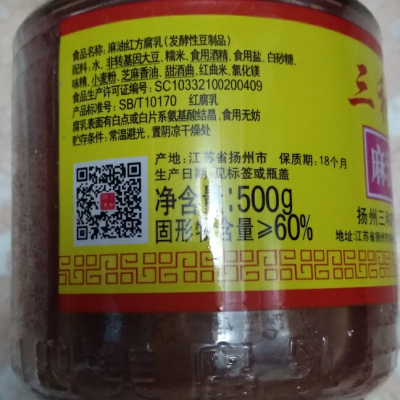 食品名称: 麻油红方腐乳(发酵性豆制品)
配料: 水, 非转基因大豆, 糯米, 食用酒精, 食用盐, 白砂糖,
味精, 小麦粉, 芝麻香油, 甜酒曲, 红曲米, 氯化镁
食品生产许可证编号: SC10332100200409
产品标准号: SB/T10170 红腐乳
腐乳表面有白点或白片系氨基酸结晶, 食用无妨
贮存条件: 常温避光, 置阴凉干燥处
产地: 江苏省扬州市 保质期: 18个月
生产日期: 见标签或瓶盖
净含量:500g
固形物含量≥60%
三
麻
扬州三
地址:江苏省扬州